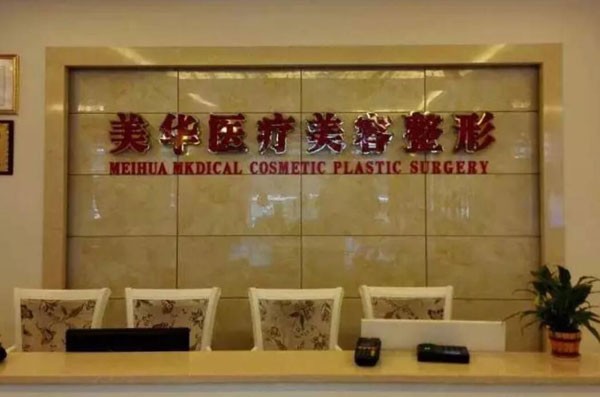 美华医疗美容整形
MEIHUA MKDICAL COSMETIC PLASTIC SURGERY